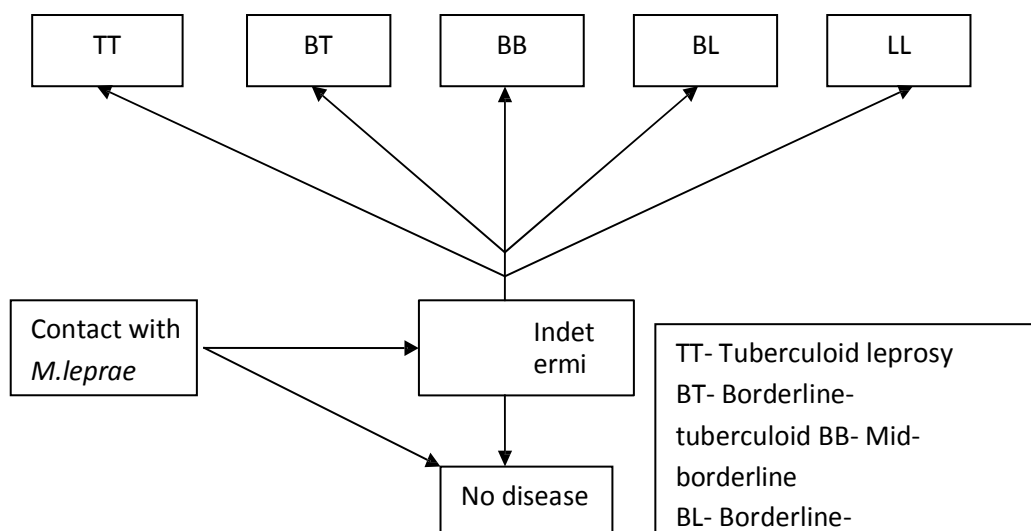 TT
BT
BB
BL
LL
Contact with
M.leprae
Indet
ermi
No disease
TT- Tuberculoid leprosy
BT- Borderline-
tuberculoid BB- Mid-
borderline
BL- Borderline-